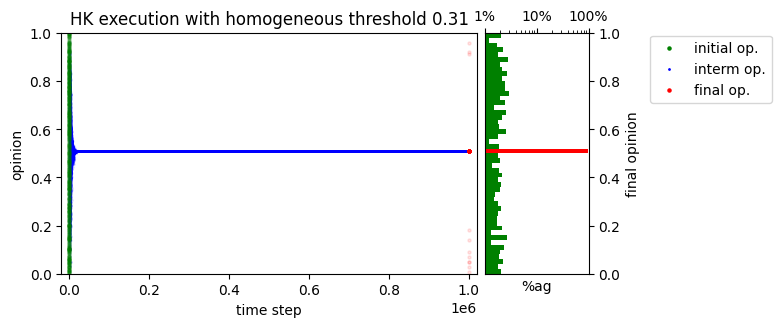 HK execution with homogeneous threshold 0.31
1% 10% 100%
initial op.
interm op.
final op.
1.0
0.8
0.6
0.4
0.2
0.0
opinion
1.0
0.8
0.6
0.4
0.2
0.0
final opinion
0.0 0.2 0.4 0.6 0.8 1.0
1e6
time step
%ag